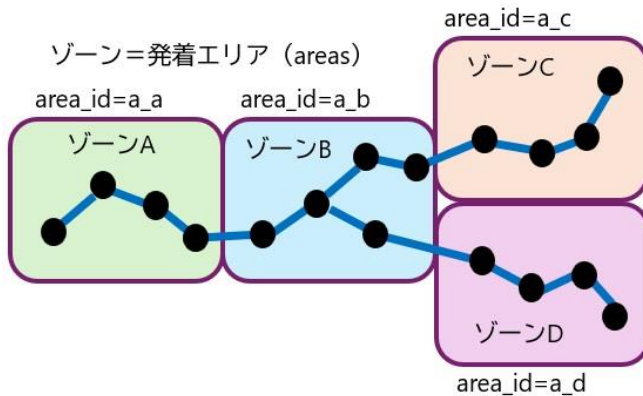 area_id=a_c
ゾーン＝発着エリア（areas）
area_id=a_a
area_id=a_b
ゾーンC
ゾーンA
ゾーンB
ゾーンD
area_id=a_d